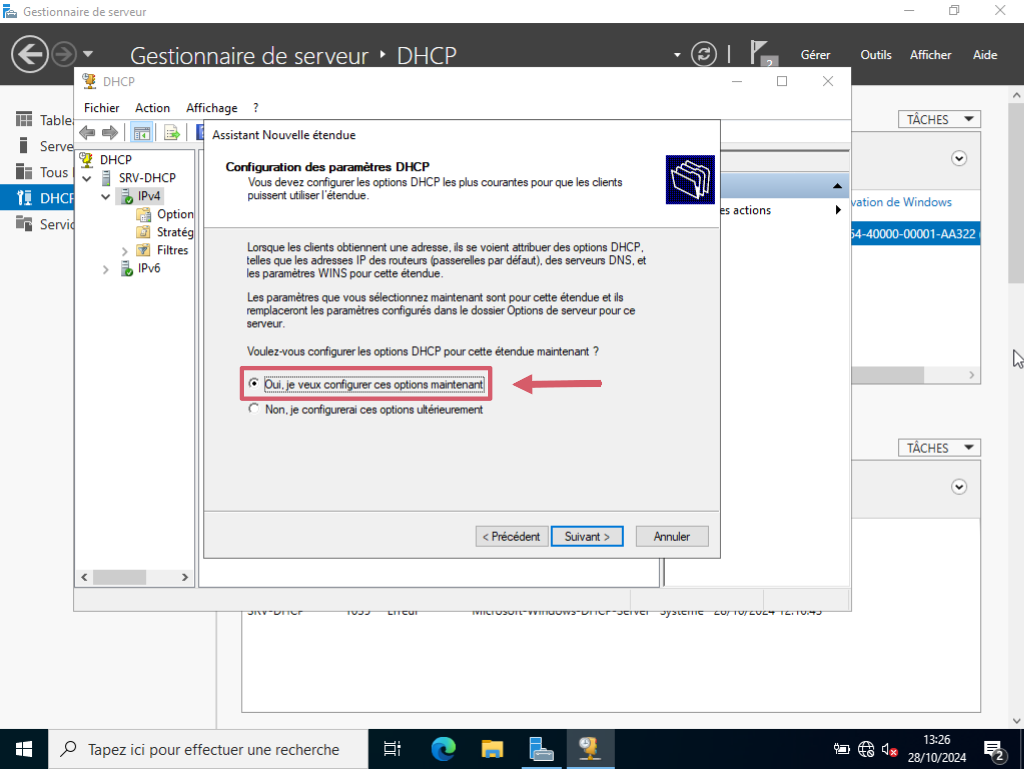 Gestionnaire de serveur
Gestionnaire de serveur • DHCP
2
Gérer
Outils
Afficher
Aide
DHCP
Fichier Action Affichage ?
Table
Serve
Tous
DHCP
Servic
DHCP
SRV-DHCP
IPv4
Option
Stratég
Filtres
IPv6
Assistant Nouvelle étendue
Configuration des paramètres DHCP
Vous devez configurer les options DHCP les plus courantes pour que les clients
puissent utiliser l'étendue.
Lorsque les clients obtiennent une adresse, ils se voient attribuer des options DHCP,
telles que les adresses IP des routeurs (passerelles par défaut), des serveurs DNS, et
les paramètres WINS pour cette étendue.
Les paramètres que vous sélectionnez maintenant sont pour cette étendue et ils
remplaceront les paramètres configurés dans le dossier Options de serveur pour ce
serveur.
Voulez-vous configurer les options DHCP pour cette étendue maintenant ?
Oui, je veux configurer ces options maintenant
Non, je configurerai ces options ultérieurement
< Précédent
Suivant >
Annuler
es actions
TÂCHES
vation de Windows
54-40000-00001-AA322 (
TÂCHES
SRV-DHCP 1059 Erreur Microsoft-Windows-DHCP-Server Système 28/10/2024 12:16:45
Tapez ici pour effectuer une recherche
13:26
28/10/2024
2